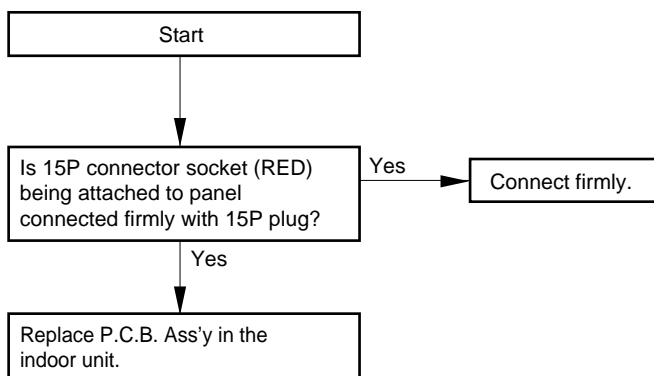 Start
Is 15P connector socket (RED)
being attached to panel
connected firmly with 15P plug?
Yes
Connect firmly.
Yes
Replace P.C.B. Ass'y in the
indoor unit.